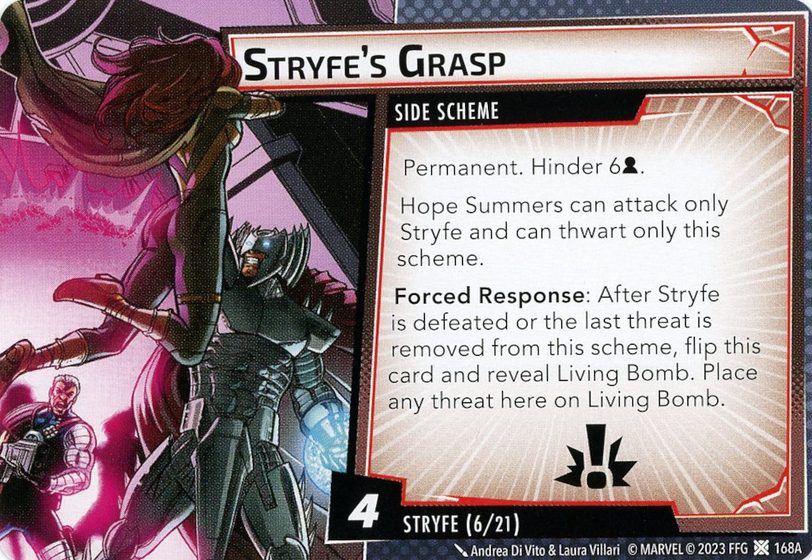 STRYFE'S GRASP
SIDE SCHEME
Permanent. Hinder 6.
Hope Summers can attack only
Stryfe and can thwart only this
scheme.
Forced Response: After Stryfe
is defeated or the last threat is
removed from this scheme, flip this
card and reveal Living Bomb. Place
any threat here on Living Bomb.
4
STRYFE (6/21)
Andrea Di Vito & Laura Villari © MARVEL © 2023 FFG 168A